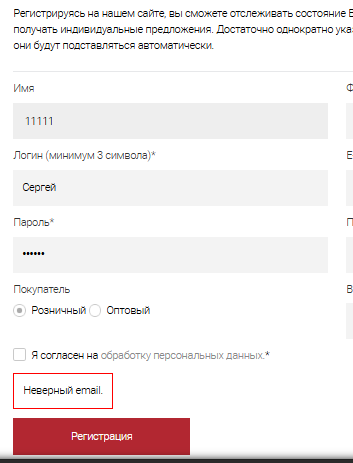 Регистрируясь на нашем сайте, вы сможете отслеживать состояние
получать индивидуальные предложения. Достаточно однократно
они будут подставляться автоматически.
Имя
11111
Логин (минимум 3 символа)*
Сергей
Пароль*
••••••
Покупатель
Розничный Оптовый
Я согласен на обработку персональных данных.*
Неверный email.
Регистрация